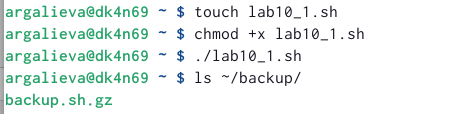 argalieva@dk4n69 ~ $ touch lab10_1.sh
argalieva@dk4n69 ~ $ chmod +x lab10_1.sh
argalieva@dk4n69 ~ $ ./lab10_1.sh
argalieva@dk4n69 ~ $ ls ~/backup/
backup.sh.gz